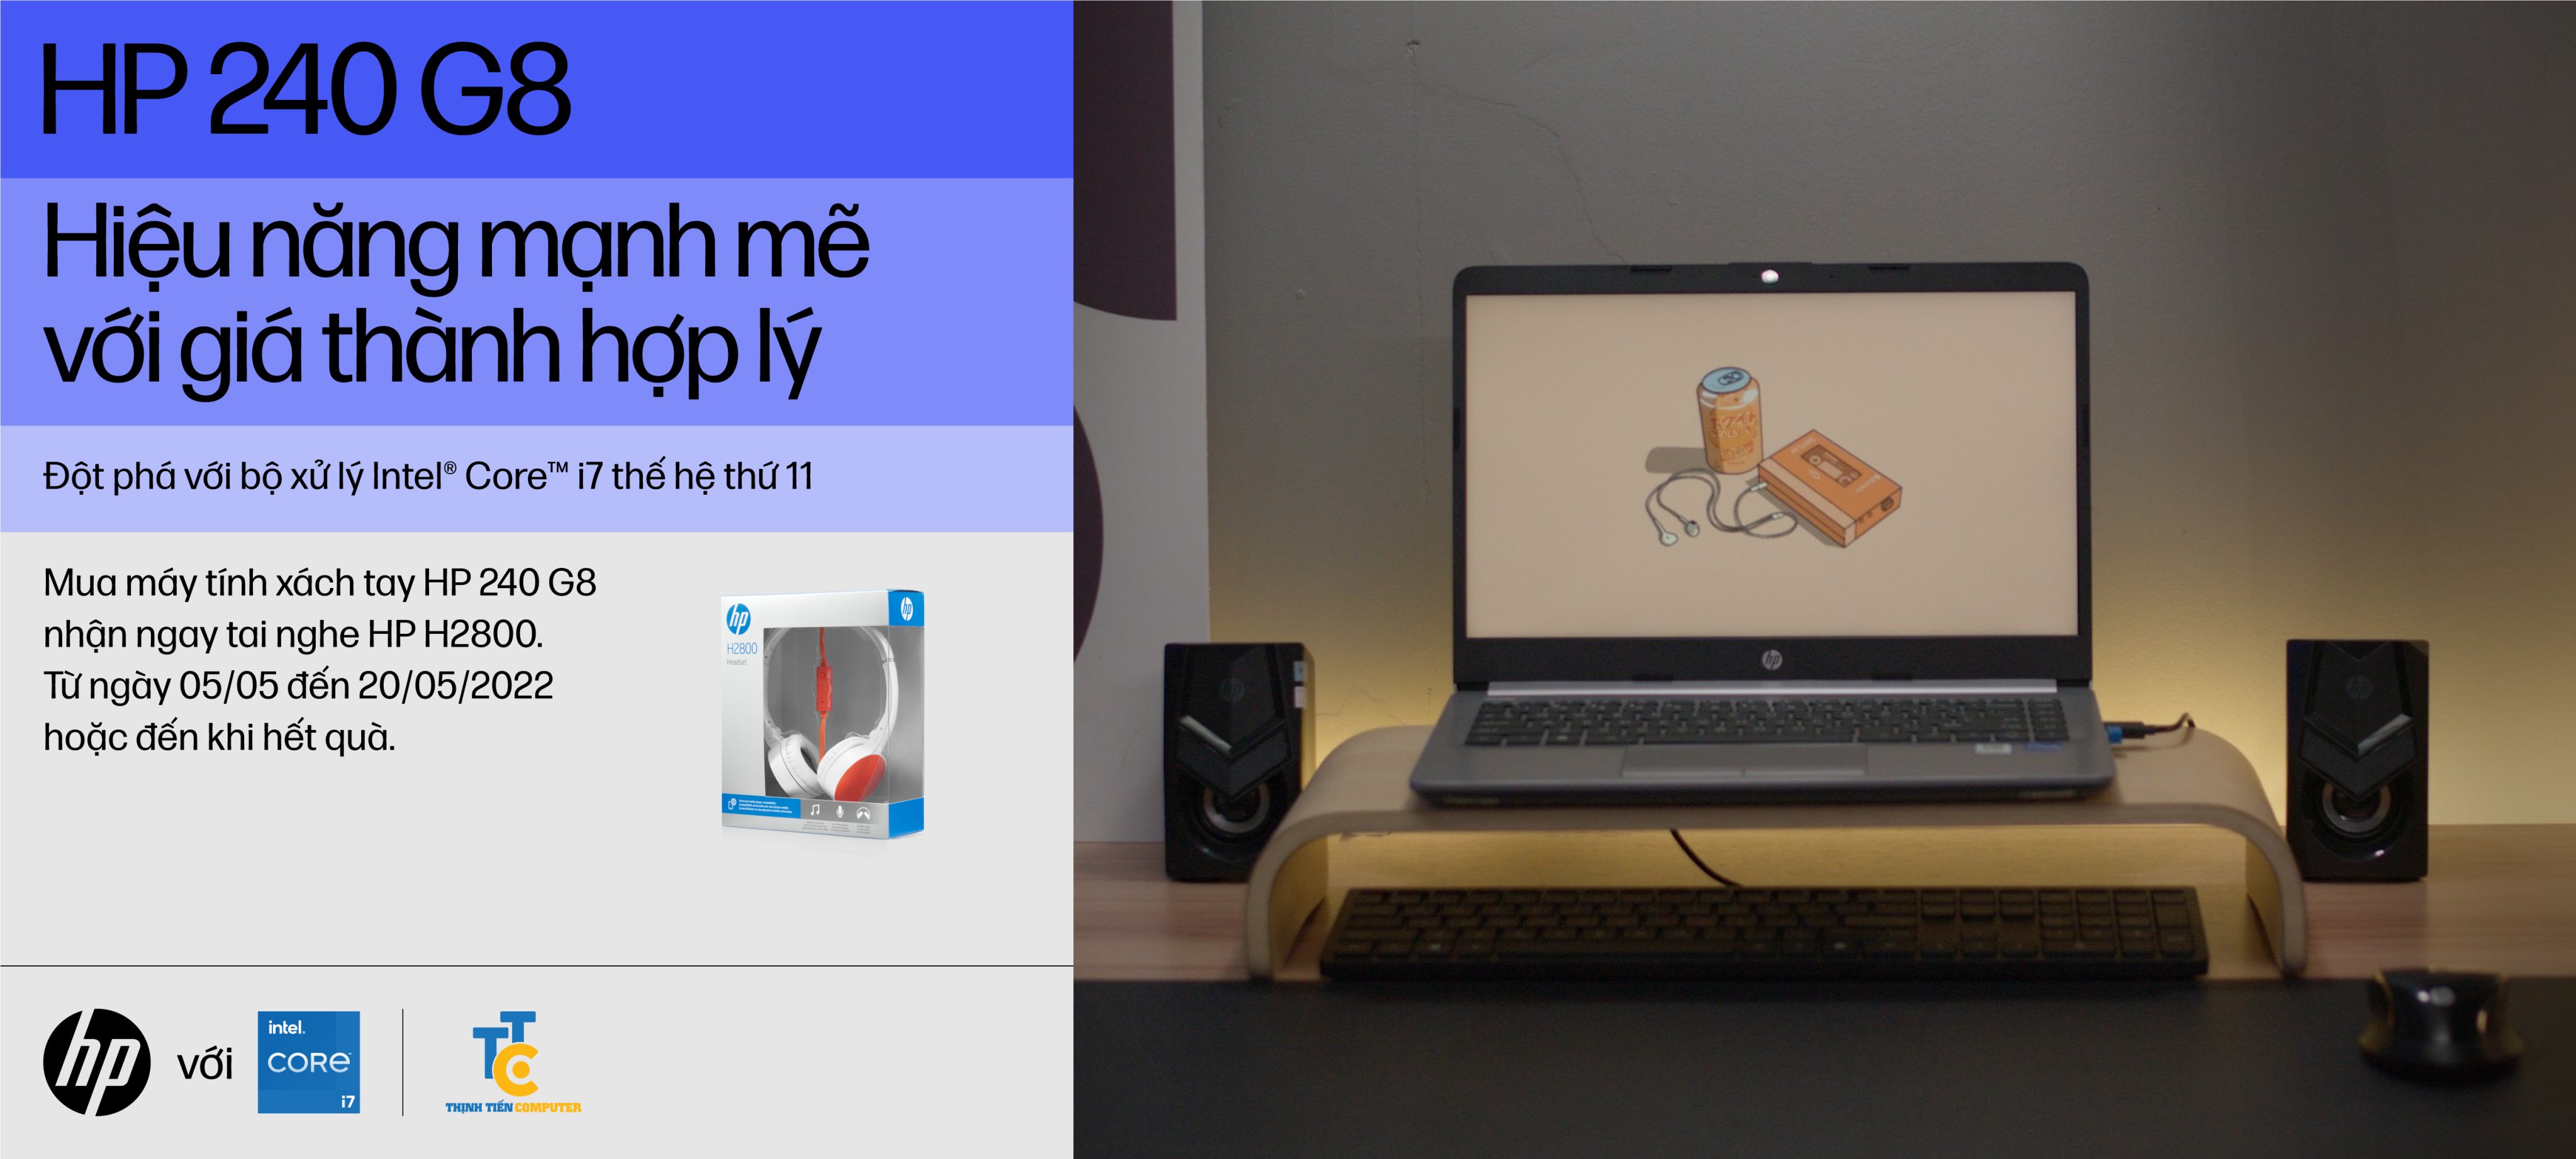 HP 240 G8
Hiệu năng mạnh mẽ
với giá thành hợp lý
Đột phá với bộ xử lý Intel® Core™ i7 thế hệ thứ 11
Mua máy tính xách tay HP 240 G8
nhận ngay tai nghe HP H2800.
Từ ngày 05/05 đến 20/05/2022
hoặc đến khi hết quà.
hp
H2800
Headset
hp
hp
với
intel.
CORE
i7
TTC
THỊNH TIẾN COMPUTER
hp